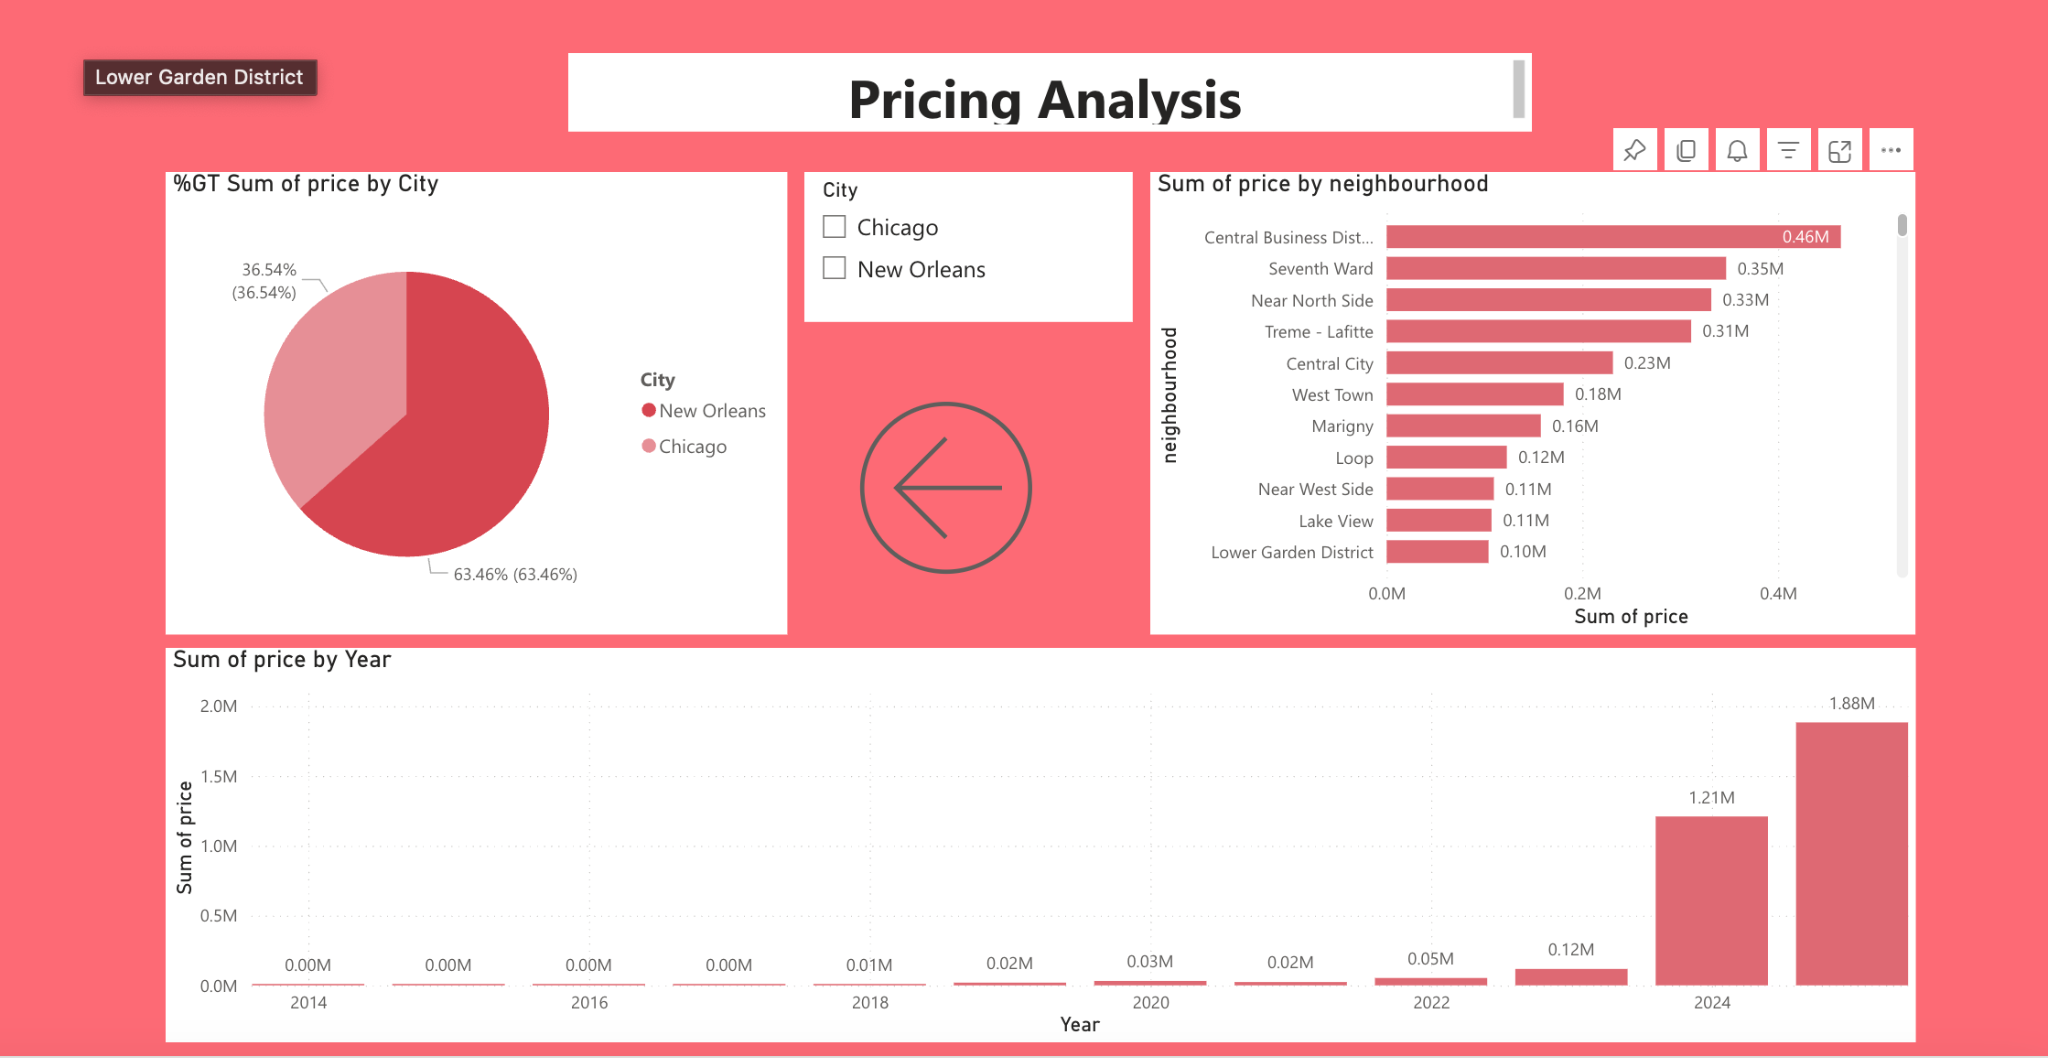 Lower Garden District
Pricing Analysis
%GT Sum of price by City
36.54%
(36.54%)
63.46% (63.46%)
City
New Orleans
Chicago
City
Chicago
New Orleans
Sum of price by neighbourhood
neighbourhood
Central Business Dist... 0.46M
Seventh Ward 0.35M
Near North Side 0.33M
Treme - Lafitte 0.31M
Central City 0.23M
West Town 0.18M
Marigny 0.16M
Loop 0.12M
Near West Side 0.11M
Lake View 0.11M
Lower Garden District 0.10M
0.0M 0.2M 0.4M
Sum of price
Sum of price by Year
Sum of price
2.0M
1.5M
1.0M
0.5M
0.0M
0.00M 0.00M 0.00M 0.00M 0.01M 0.02M 0.03M 0.02M 0.05M 0.12M 1.21M 1.88M
2014 2016 2018 2020 2022 2024
Year